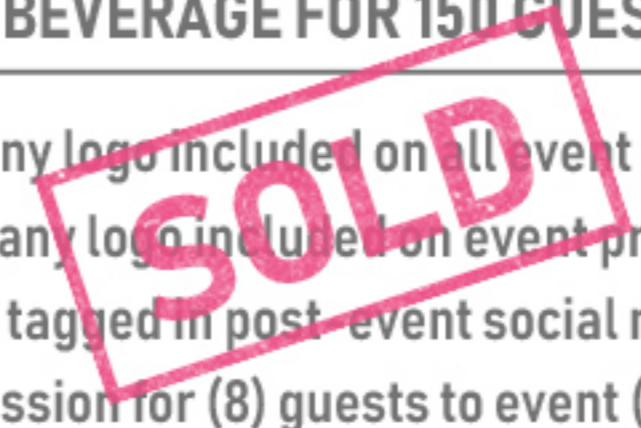 BEVERAGE FOR 150 GUES
ny logo included on all event
any logo included on event pr
tagged in post-event social
ssion for (8) guests to event (
SOLD